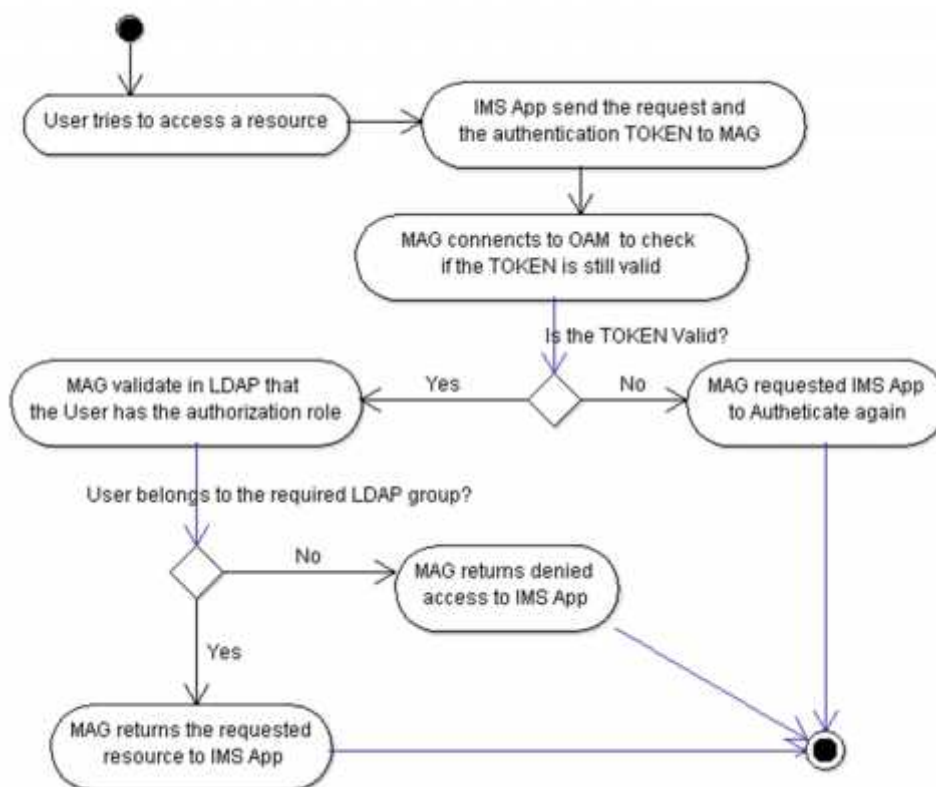 User tries to access a resource
IMS App send the request and
the authentication TOKEN to MAG
MAG connencts to OAM to check
if the TOKEN is still valid
Is the TOKEN Valid?
Yes
No
MAG validate in LDAP that
the User has the authorization role
MAG requested IMS App
to Autheticate again
User belongs to the required LDAP group?
No
MAG returns denied
access to IMS App
Yes
MAG returns the requested
resource to IMS App